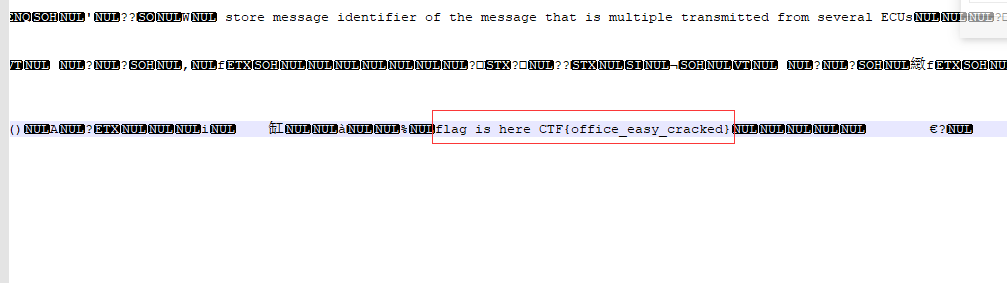 ENQSOHNUL'NUL??SONULWNUL store message identifier of the message that is multiple transmitted from several ECUsNULNULNUL?
VTNUL NUL?NUL?SOHNUL,NULfETXSOHNULNULNULNULNULNULNUL?□STX?□NUL??STXNULSINUL¬SOHNULVTNUL NUL?NUL?SOHNUL緻fETXSOHNUL
()NULANUL?ETXNULNULNULiNUL 缸NULNULàNULNUL%NULflag is here CTF{office_easy_cracked}NULNULNULNULNUL €?NUL